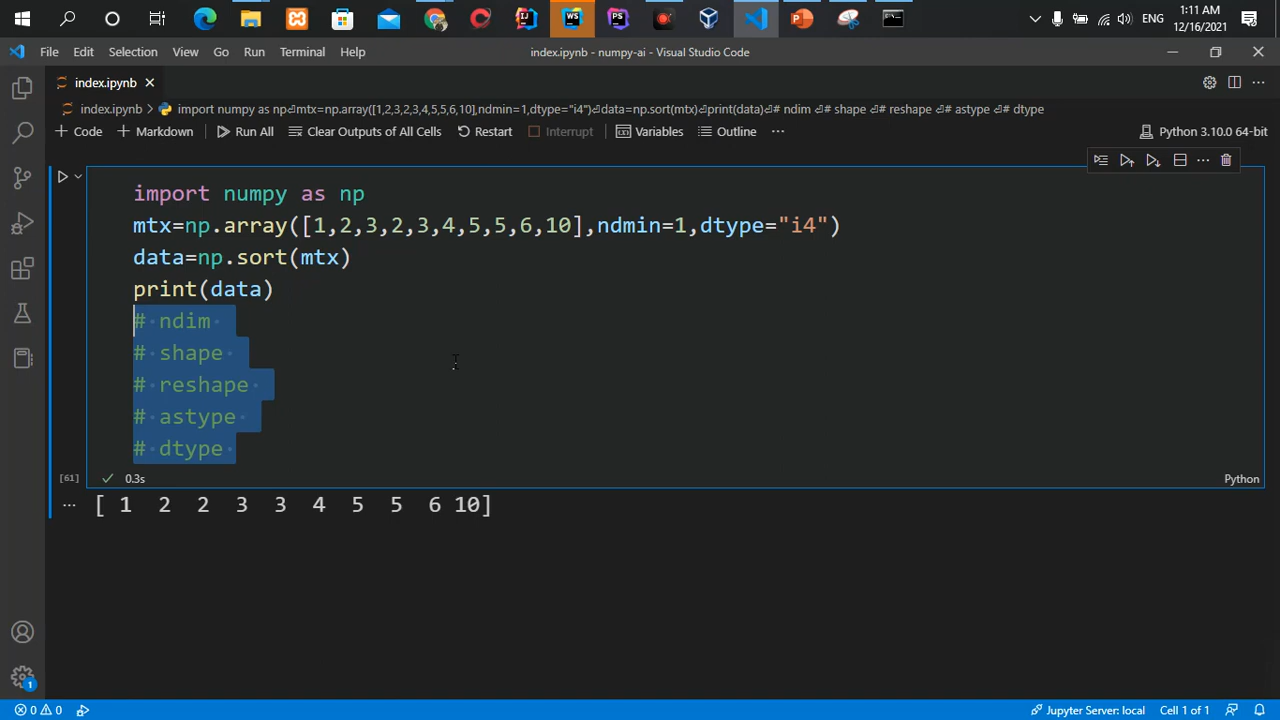 ENG
1:11 AM
12/16/2021
File Edit Selection View Go Run Terminal Help
index.ipynb - numpy-ai - Visual Studio Code
index.ipynb
index.ipynb > import numpy as np⏎mtx=np.array([1,2,3,2,3,4,5,5,6,10],ndmin=1,dtype="i4")⏎data=np.sort(mtx)⏎print(data)⏎# ndim ⏎# shape ⏎# reshape ⏎# astype ⏎# dtype
+ Code + Markdown Run All Clear Outputs of All Cells Restart Interrupt Variables Outline ... Python 3.10.0 64-bit
import numpy as np
mtx=np.array([1,2,3,2,3,4,5,5,6,10],ndmin=1,dtype="i4")
data=np.sort(mtx)
print(data)
# ndim
# shape
# reshape
# astype
# dtype
[61] ✓ 0.3s Python
... [ 1 2 2 3 3 4 5 5 6 10]
1
0 0 Jupyter Server: local Cell 1 of 1